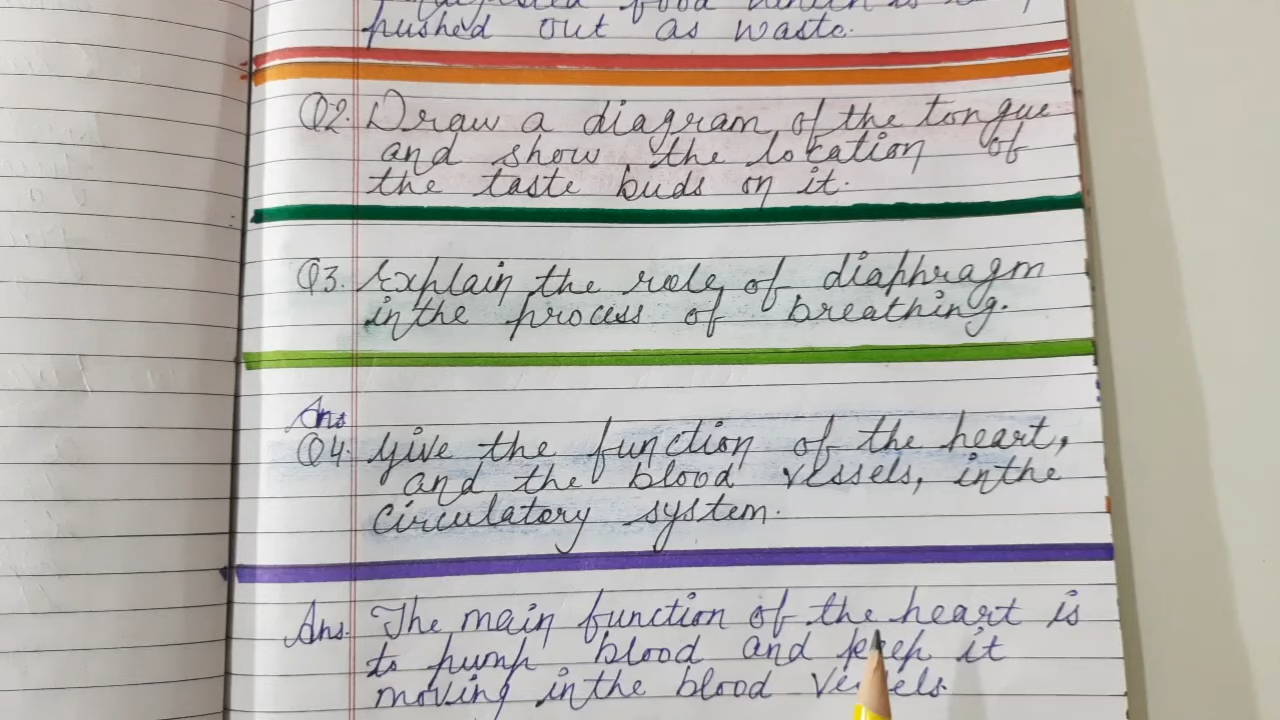 food which is
pushed out as waste.
Q2. Draw a diagram of the tongue
and show the location of
the taste buds on it.
Q3. Explain the role of diaphragm
in the process of breathing.
Ans
Q4. Give the function of the heart,
and the blood vessels, in the
circulatory system.
Ans. The main function of the heart is
to pump blood and keep it
moving in the blood vessels.